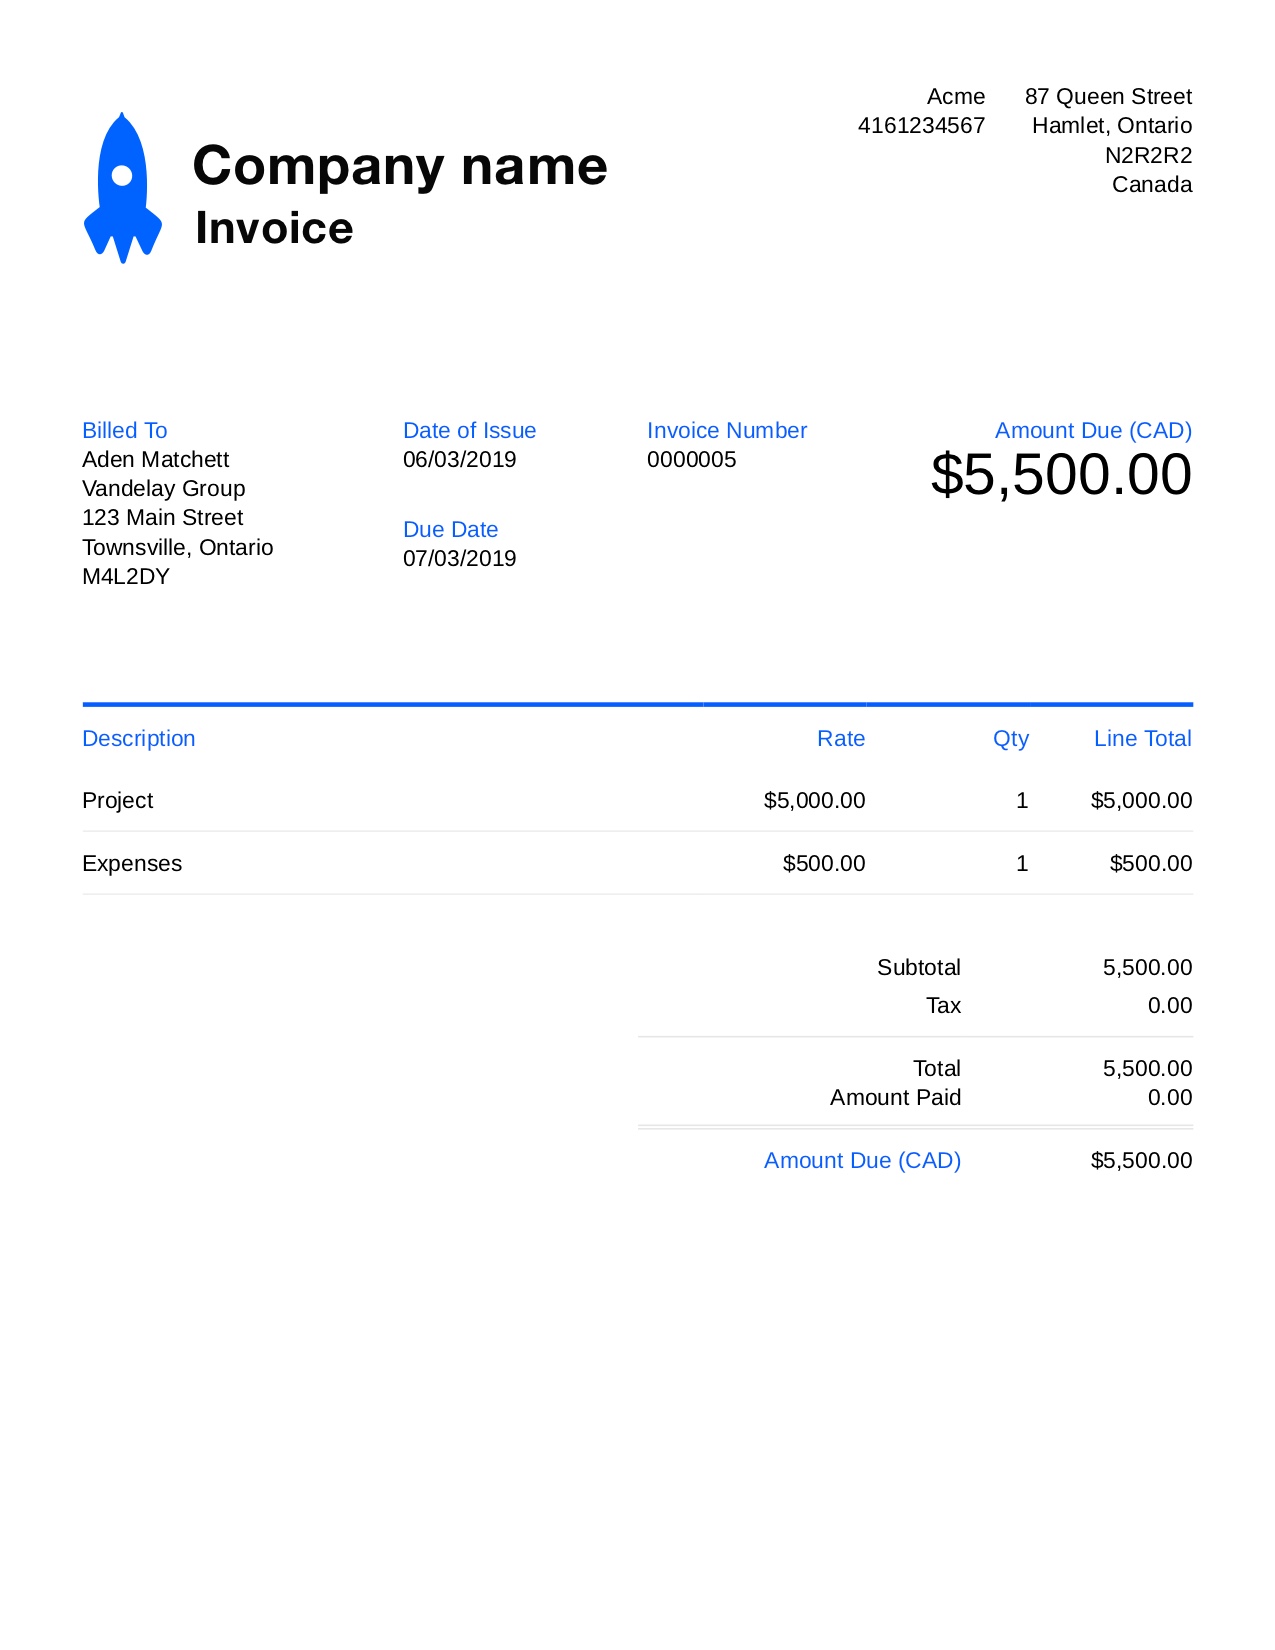 Acme 87 Queen Street
4161234567 Hamlet, Ontario
N2R2R2
Canada
Company name
Invoice
Billed To Date of Issue Invoice Number Amount Due (CAD)
Aden Matchett 06/03/2019 0000005 $5,500.00
Vandelay Group
123 Main Street Due Date
Townsville, Ontario 07/03/2019
M4L2DY
Description Rate Qty Line Total
Project $5,000.00 1 $5,000.00
Expenses $500.00 1 $500.00
Subtotal 5,500.00
Tax 0.00
Total 5,500.00
Amount Paid 0.00
Amount Due (CAD) $5,500.00